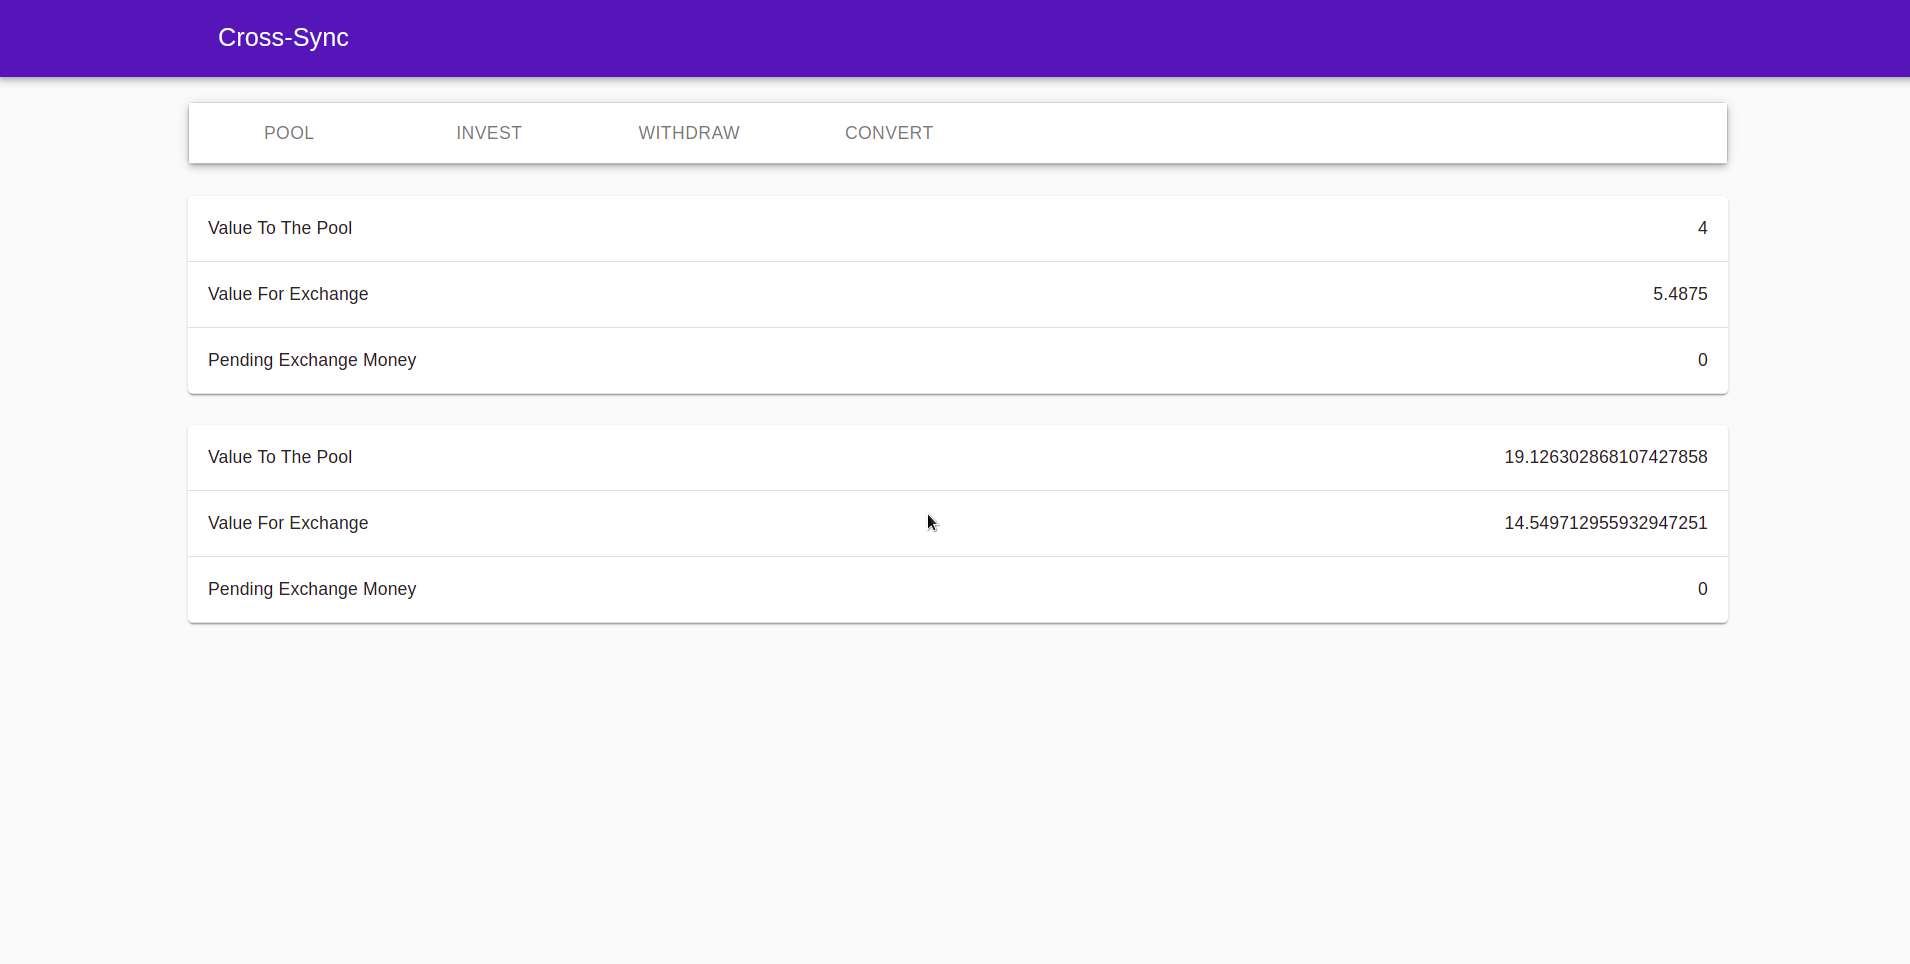 Cross-Sync
POOL INVEST WITHDRAW CONVERT
Value To The Pool 4
Value For Exchange 5.4875
Pending Exchange Money 0
Value To The Pool 19.126302868107427858
Value For Exchange 14.549712955932947251
Pending Exchange Money 0